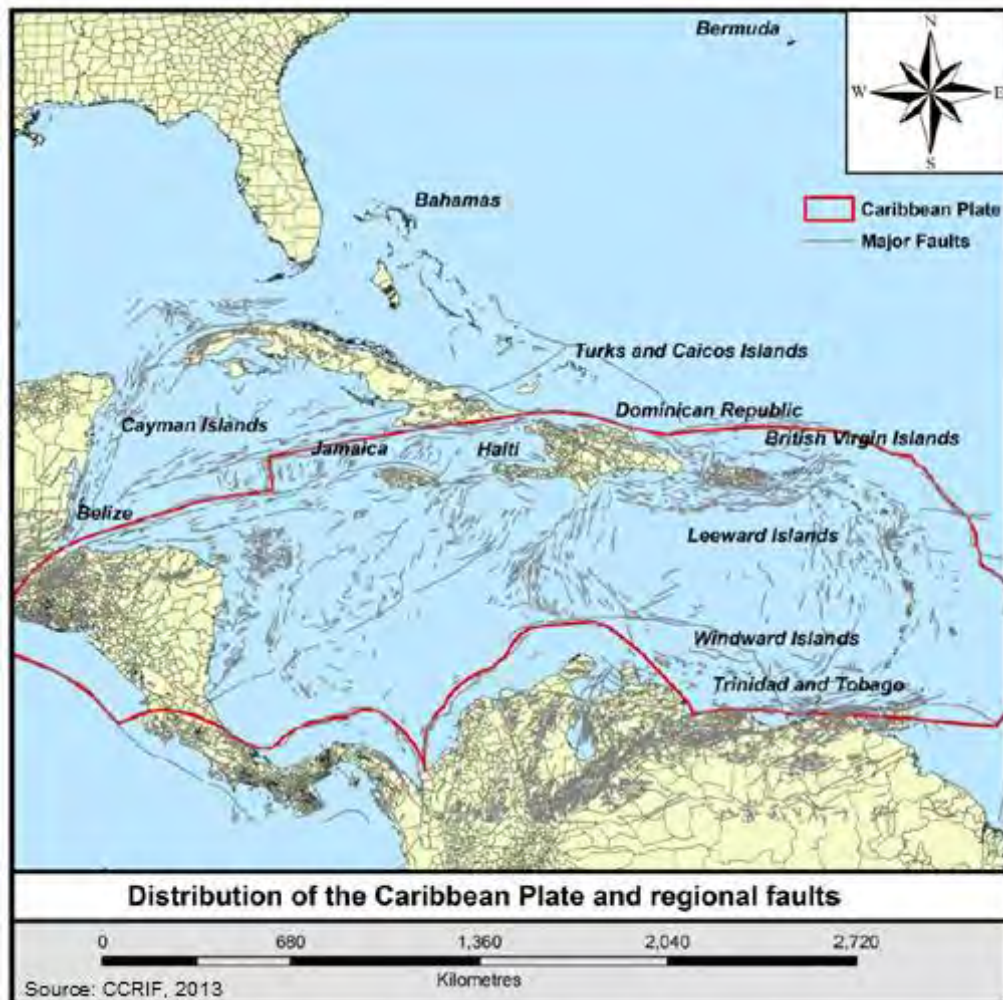 Bermuda
N
W
E
S
Caribbean Plate
Major Faults
Bahamas
Turks and Caicos Islands
Dominican Republic
Cayman Islands
British Virgin Islands
Jamaica
Haiti
Belize
Leeward Islands
Windward Islands
Trinidad and Tobago
Distribution of the Caribbean Plate and regional faults
0 680 1,360 2,040 2,720
Kilometres
Source: CCRIF, 2013